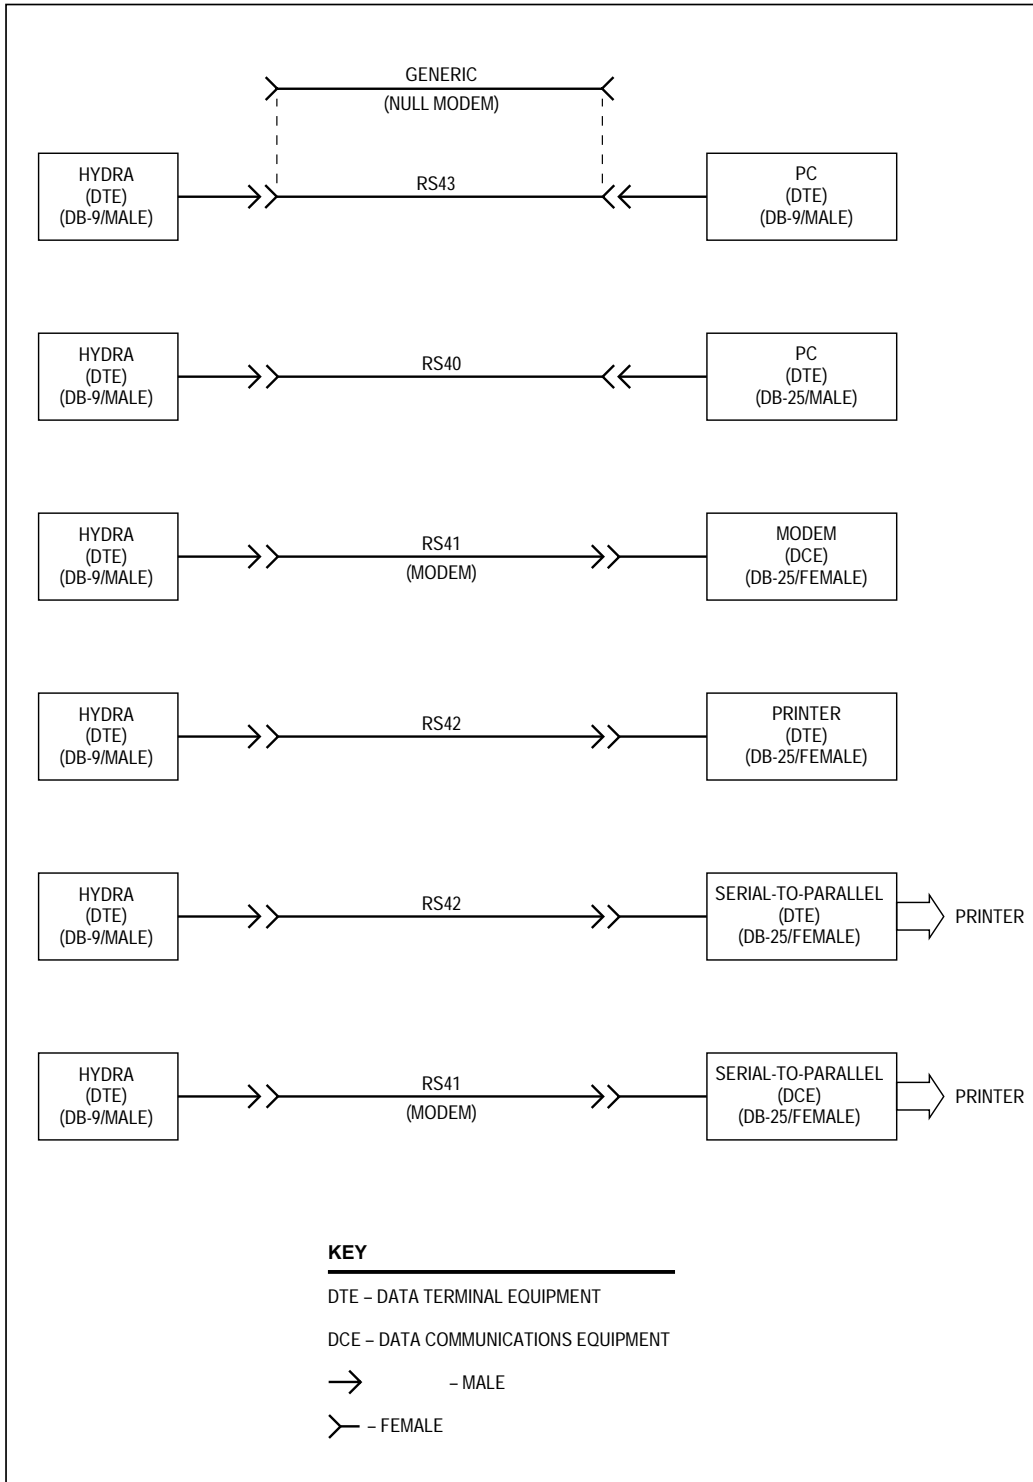 GENERIC
(NULL MODEM)
HYDRA
(DTE)
(DB-9/MALE)
RS43
PC
(DTE)
(DB-9/MALE)
HYDRA
(DTE)
(DB-9/MALE)
RS40
PC
(DTE)
(DB-25/MALE)
HYDRA
(DTE)
(DB-9/MALE)
RS41
(MODEM)
MODEM
(DCE)
(DB-25/FEMALE)
HYDRA
(DTE)
(DB-9/MALE)
RS42
PRINTER
(DTE)
(DB-25/FEMALE)
HYDRA
(DTE)
(DB-9/MALE)
RS42
SERIAL-TO-PARALLEL
(DTE)
(DB-25/FEMALE)
PRINTER
HYDRA
(DTE)
(DB-9/MALE)
RS41
(MODEM)
SERIAL-TO-PARALLEL
(DCE)
(DB-25/FEMALE)
PRINTER
KEY
DTE – DATA TERMINAL EQUIPMENT
DCE – DATA COMMUNICATIONS EQUIPMENT
– MALE
– FEMALE